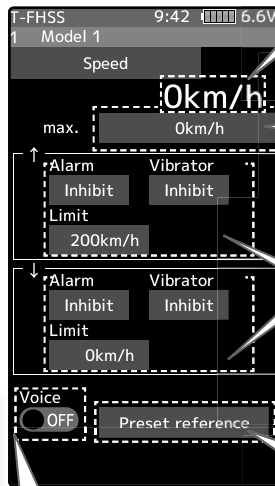 T-FHSS 9:42 6.6V
1 Model 1
Speed
0km/h
max. 0km/h
↑
Alarm Vibrator
Inhibit Inhibit
Limit
200km/h
↓
Alarm Vibrator
Inhibit Inhibit
Limit
0km/h
Voice
OFF Preset reference